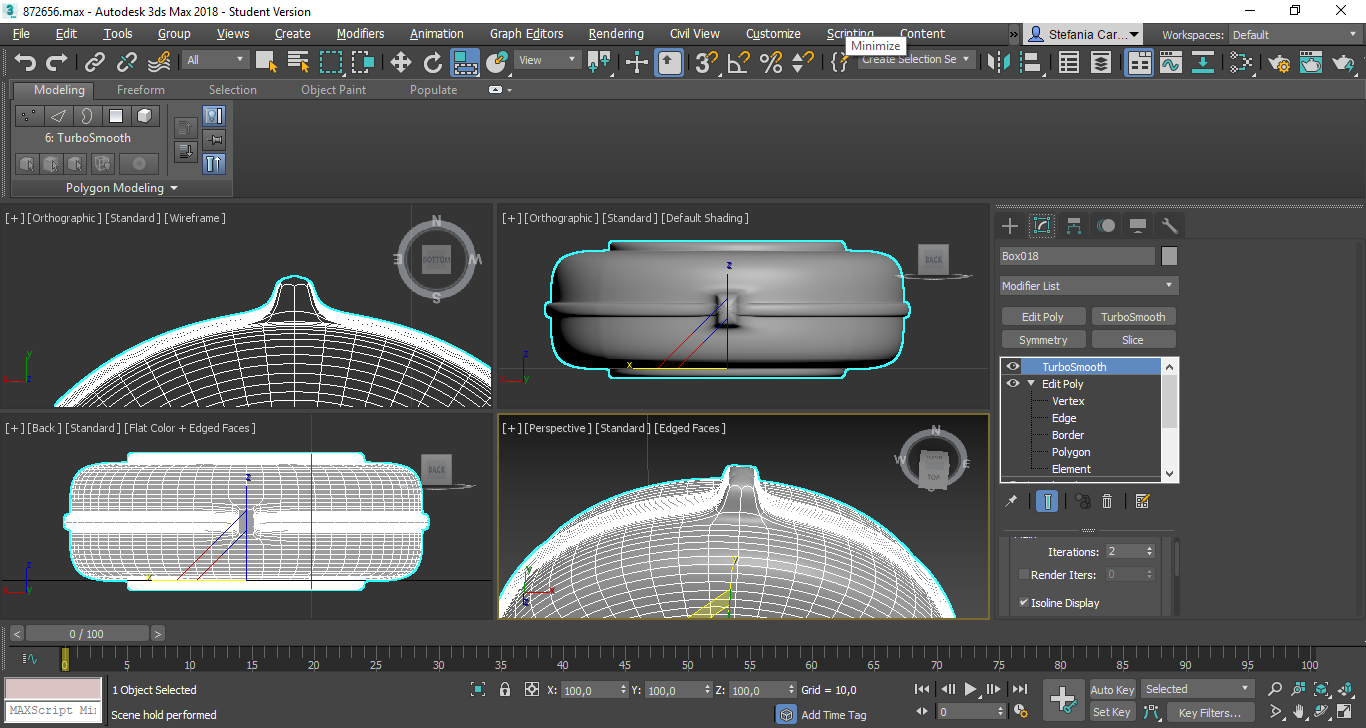 872656.max - Autodesk 3ds Max 2018 - Student Version
File Edit Tools Group Views Create Modifiers Animation Graph Editors Rendering Civil View Customize Scripting Content » Stefania Car... Workspaces: Default
Minimize
All View Create Selection Se
Modeling Freeform Selection Object Paint Populate
6: TurboSmooth
Polygon Modeling
[+] [Orthographic] [Standard] [Wireframe]
N
E W
BOTTOM
S
y
x z
[+] [Orthographic] [Standard] [Default Shading]
BACK
z
x
z
y
[+] [Back] [Standard] [Flat Color + Edged Faces]
BACK
z
x
z
x y
[+] [Perspective] [Standard] [Edged Faces]
N
W E
TOP
S
y
y
x
z
Box018
Modifier List
Edit Poly TurboSmooth
Symmetry Slice
TurboSmooth
Edit Poly
Vertex
Edge
Border
Polygon
Element
Iterations: 2
Render Iters: 0
Isoline Display
< 0 / 100 >
0 5 10 15 20 25 30 35 40 45 50 55 60 65 70 75 80 85 90 95 100
1 Object Selected X: 100,0 Y: 100,0 Z: 100,0 Grid = 10,0 Auto Key Selected
MAXScript Mi
Scene hold performed Add Time Tag 0 Set Key Key Filters...